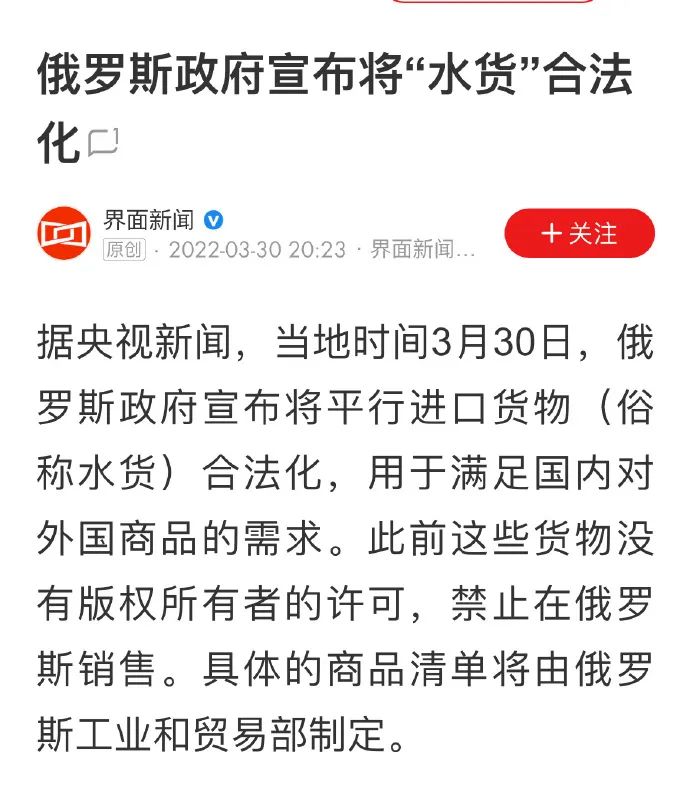 俄罗斯政府宣布将“水货”合法
化 1
界面新闻
原创 · 2022-03-30 20:23 · 界面新闻...
+关注
据央视新闻，当地时间3月30日，俄
罗斯政府宣布将平行进口货物（俗
称水货）合法化，用于满足国内对
外国商品的需求。此前这些货物没
有版权所有者的许可，禁止在俄罗
斯销售。具体的商品清单将由俄罗
斯工业和贸易部制定。